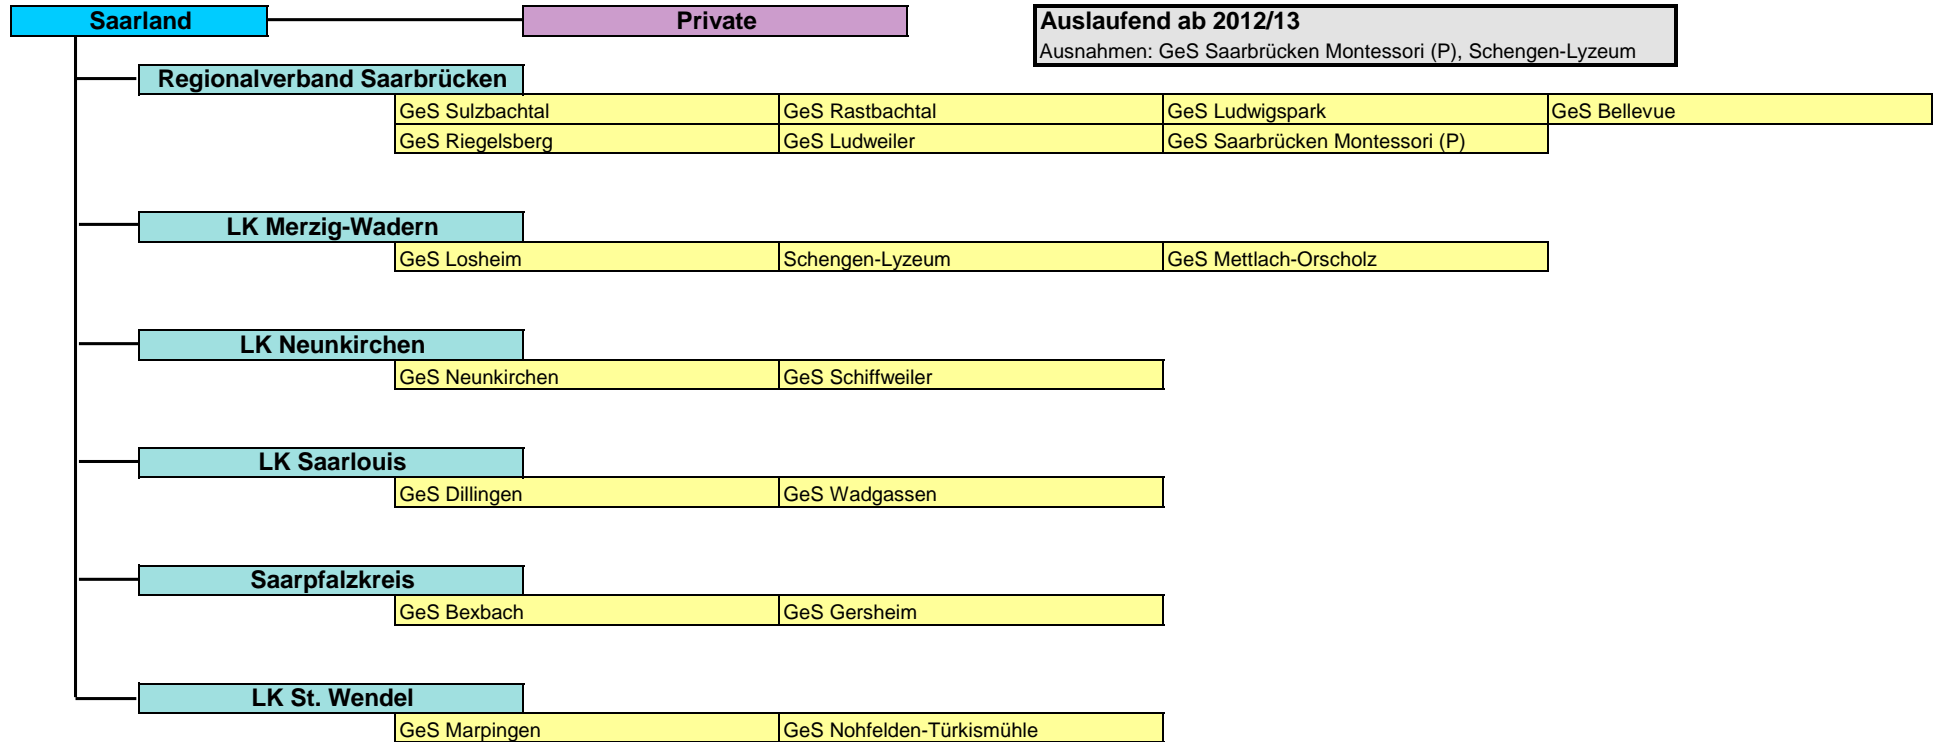 Saarland
Private
Auslaufend ab 2012/13
Ausnahmen: GeS Saarbrücken Montessori (P), Schengen-Lyzeum
Regionalverband Saarbrücken
GeS Sulzbachtal
GeS Rastbachtal
GeS Ludwigspark
GeS Bellevue
GeS Riegelsberg
GeS Ludweiler
GeS Saarbrücken Montessori (P)
LK Merzig-Wadern
GeS Losheim
Schengen-Lyzeum
GeS Mettlach-Orscholz
LK Neunkirchen
GeS Neunkirchen
GeS Schiffweiler
LK Saarlouis
GeS Dillingen
GeS Wadgassen
Saarpfalzkreis
GeS Bexbach
GeS Gersheim
LK St. Wendel
GeS Marpingen
GeS Nohfelden-Türkismühle